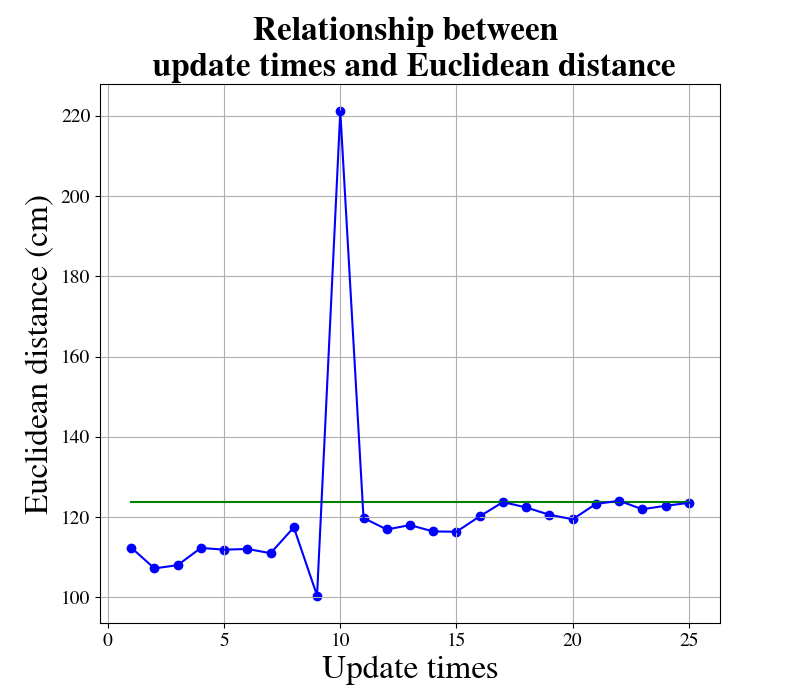 Relationship between
update times and Euclidean distance
220
200
180
160
140
120
100
Euclidean distance (cm)
0 5 10 15 20 25
Update times